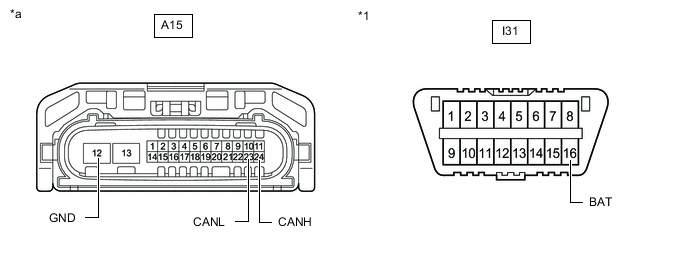 *a
A15
*1
I31
1 2 3 4 5 6 7 8 9 10 11
12 13
14 15 16 17 18 19 20 21 22 23 24
GND
CANL
CANH
1 2 3 4 5 6 7 8
9 10 11 12 13 14 15 16
BAT